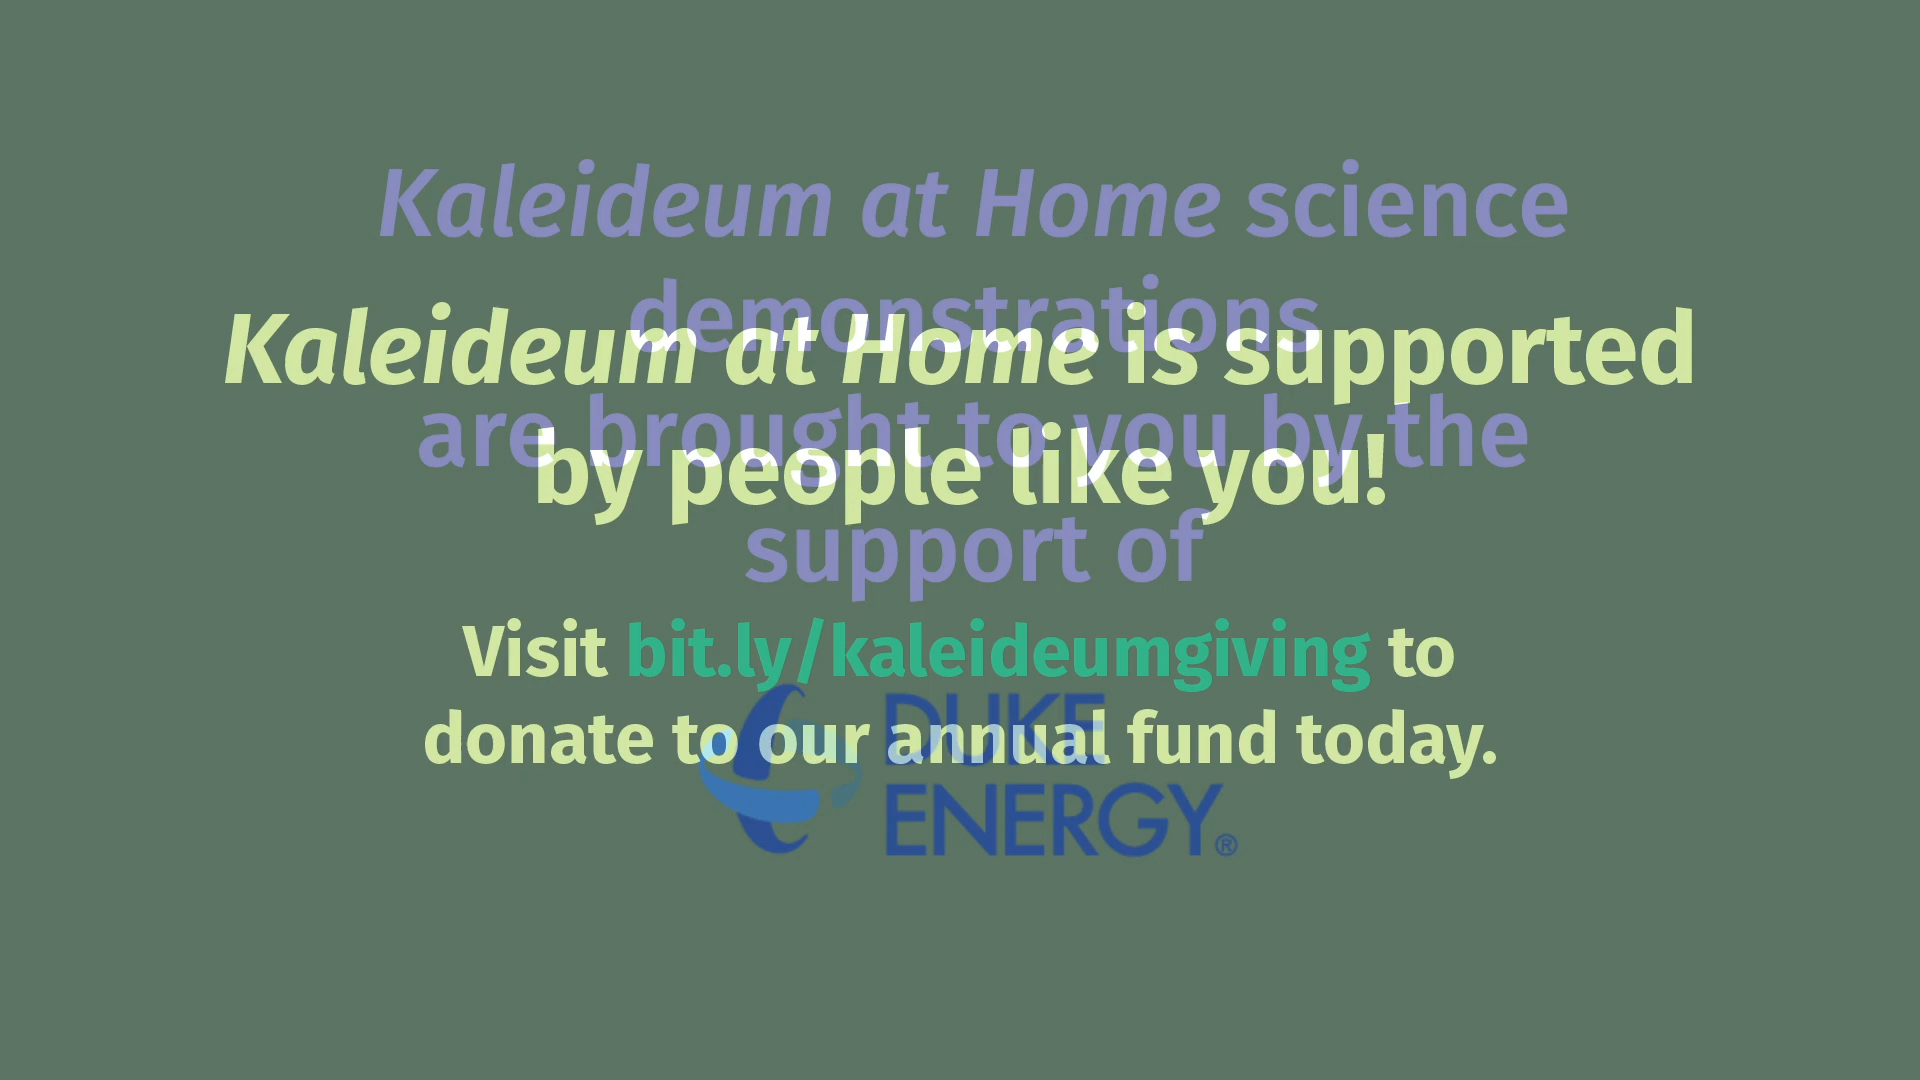 Kaleideum at Home science
demonstrations
are brought to you by the
support of
DUKE
ENERGY®
Kaleideum at Home is supported
by people like you!
Visit bit.ly/kaleideumgiving to
donate to our annual fund today.